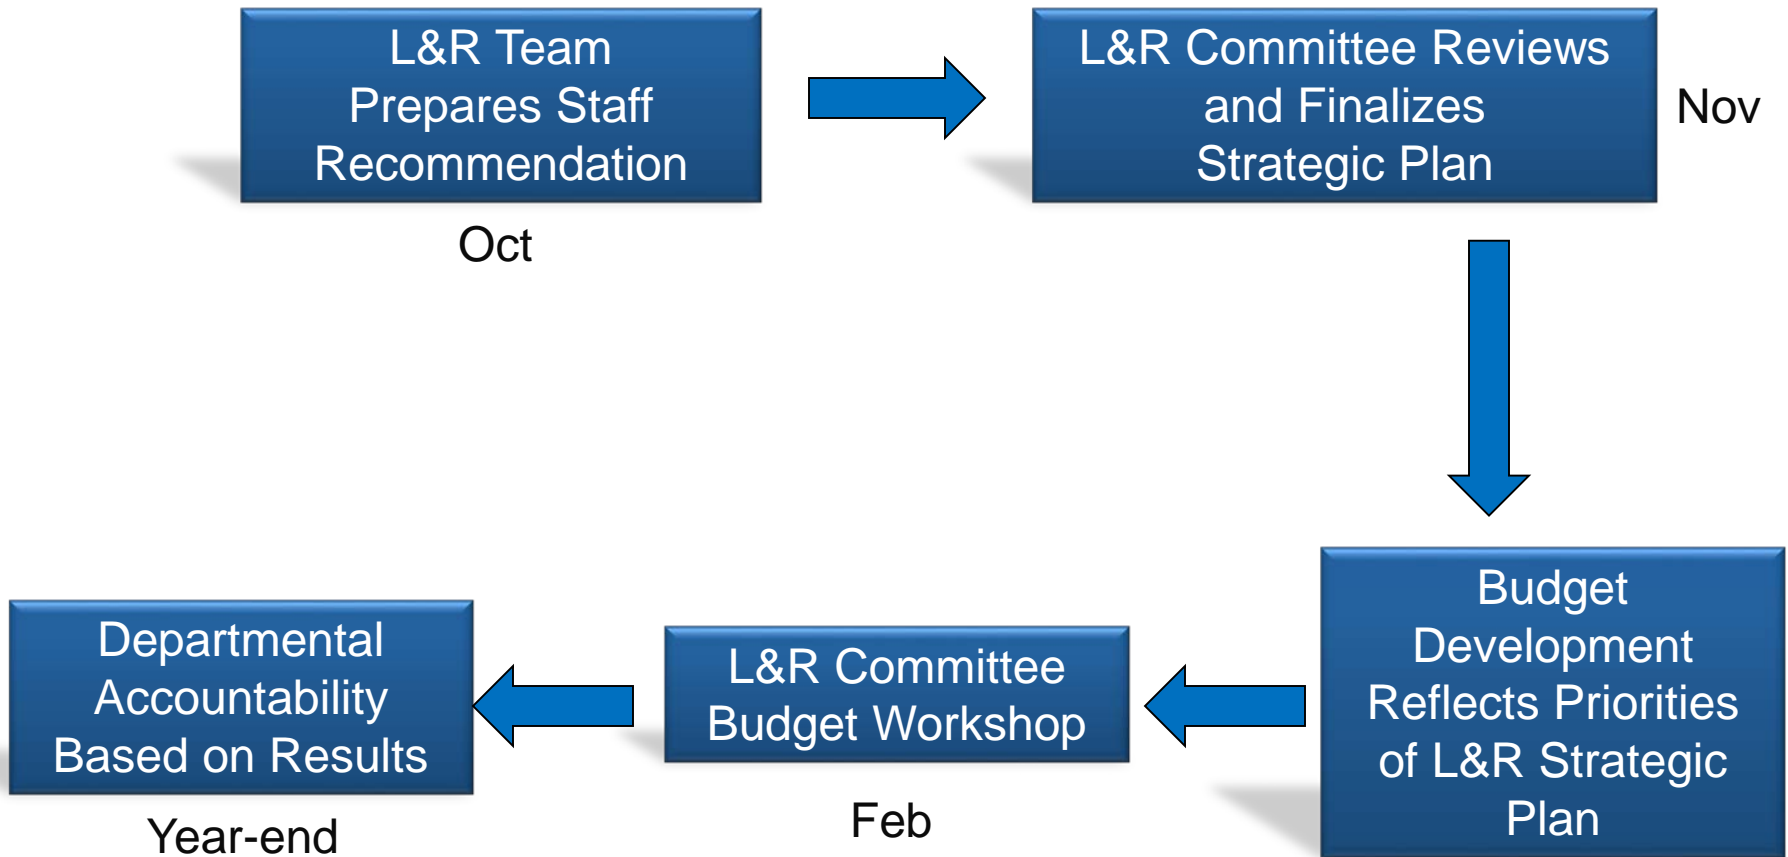 L&R Team
Prepares Staff
Recommendation
Oct
L&R Committee Reviews
and Finalizes
Strategic Plan
Nov
Budget
Development
Reflects Priorities
of L&R Strategic
Plan
L&R Committee
Budget Workshop
Feb
Departmental
Accountability
Based on Results
Year-end